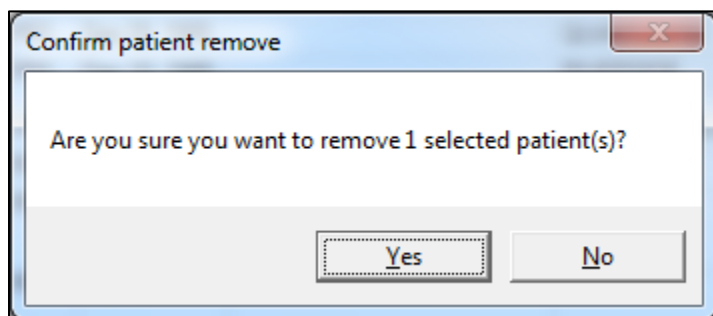 Confirm patient remove
Are you sure you want to remove 1 selected patient(s)?
Yes
No